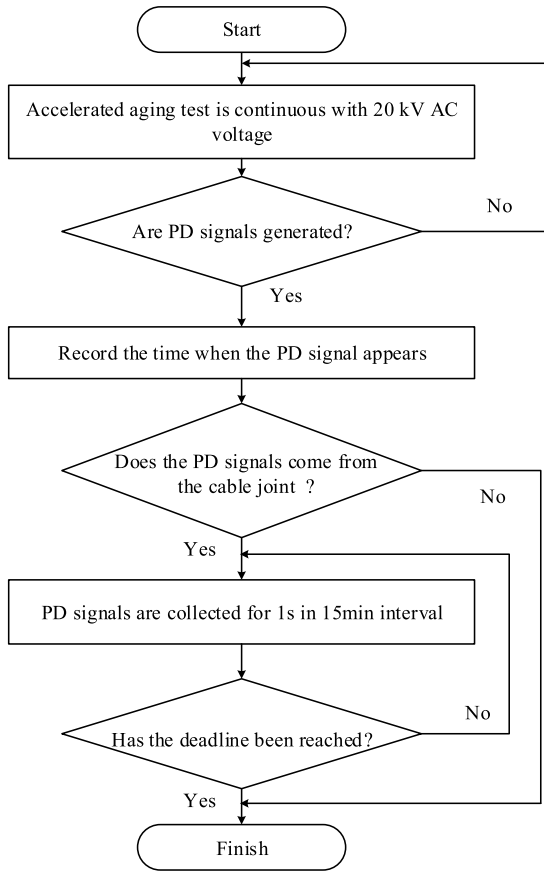 Start
Accelerated aging test is continuous with 20 kV AC
voltage
No
Are PD signals generated?
Yes
Record the time when the PD signal appears
Does the PD signals come from
the cable joint ?
No
Yes
PD signals are collected for 1s in 15min interval
No
Has the deadline been reached?
Yes
Finish